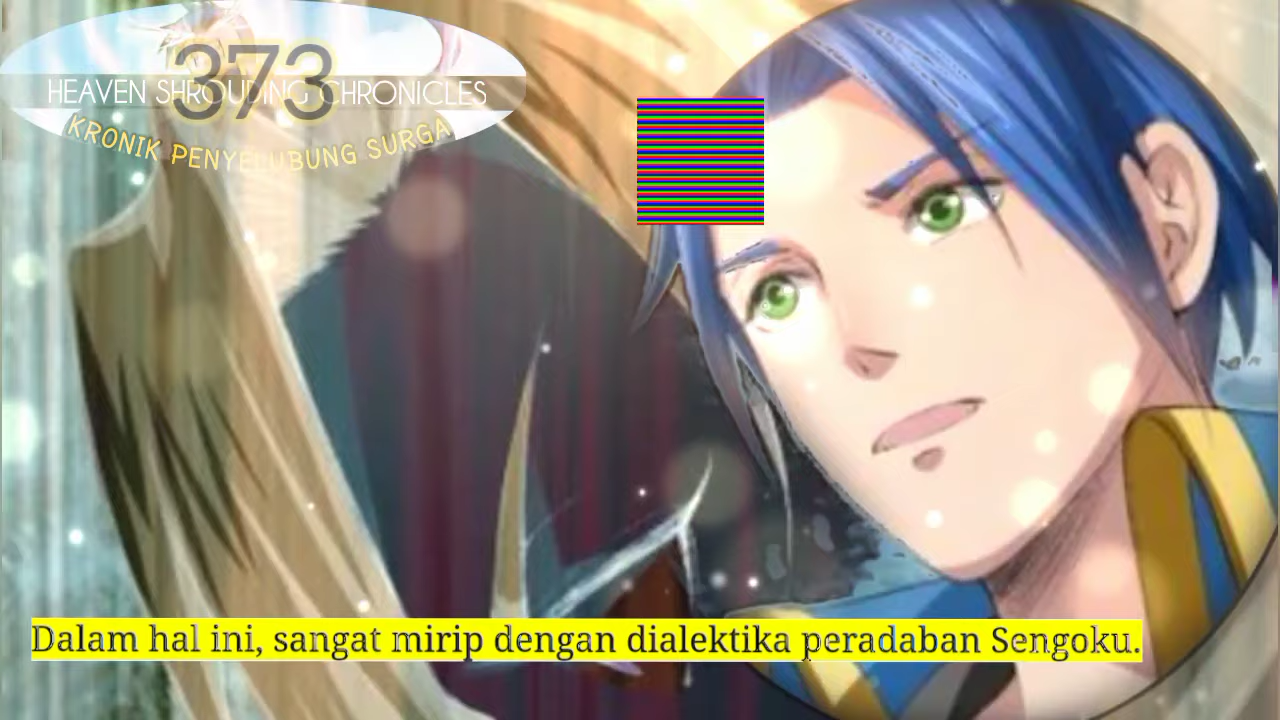 373
HEAVEN SHROUDING CHRONICLES
KRONIK PENYELUBUNG SURGA
Dalam hal ini, sangat mirip dengan dialektika peradaban Sengoku.